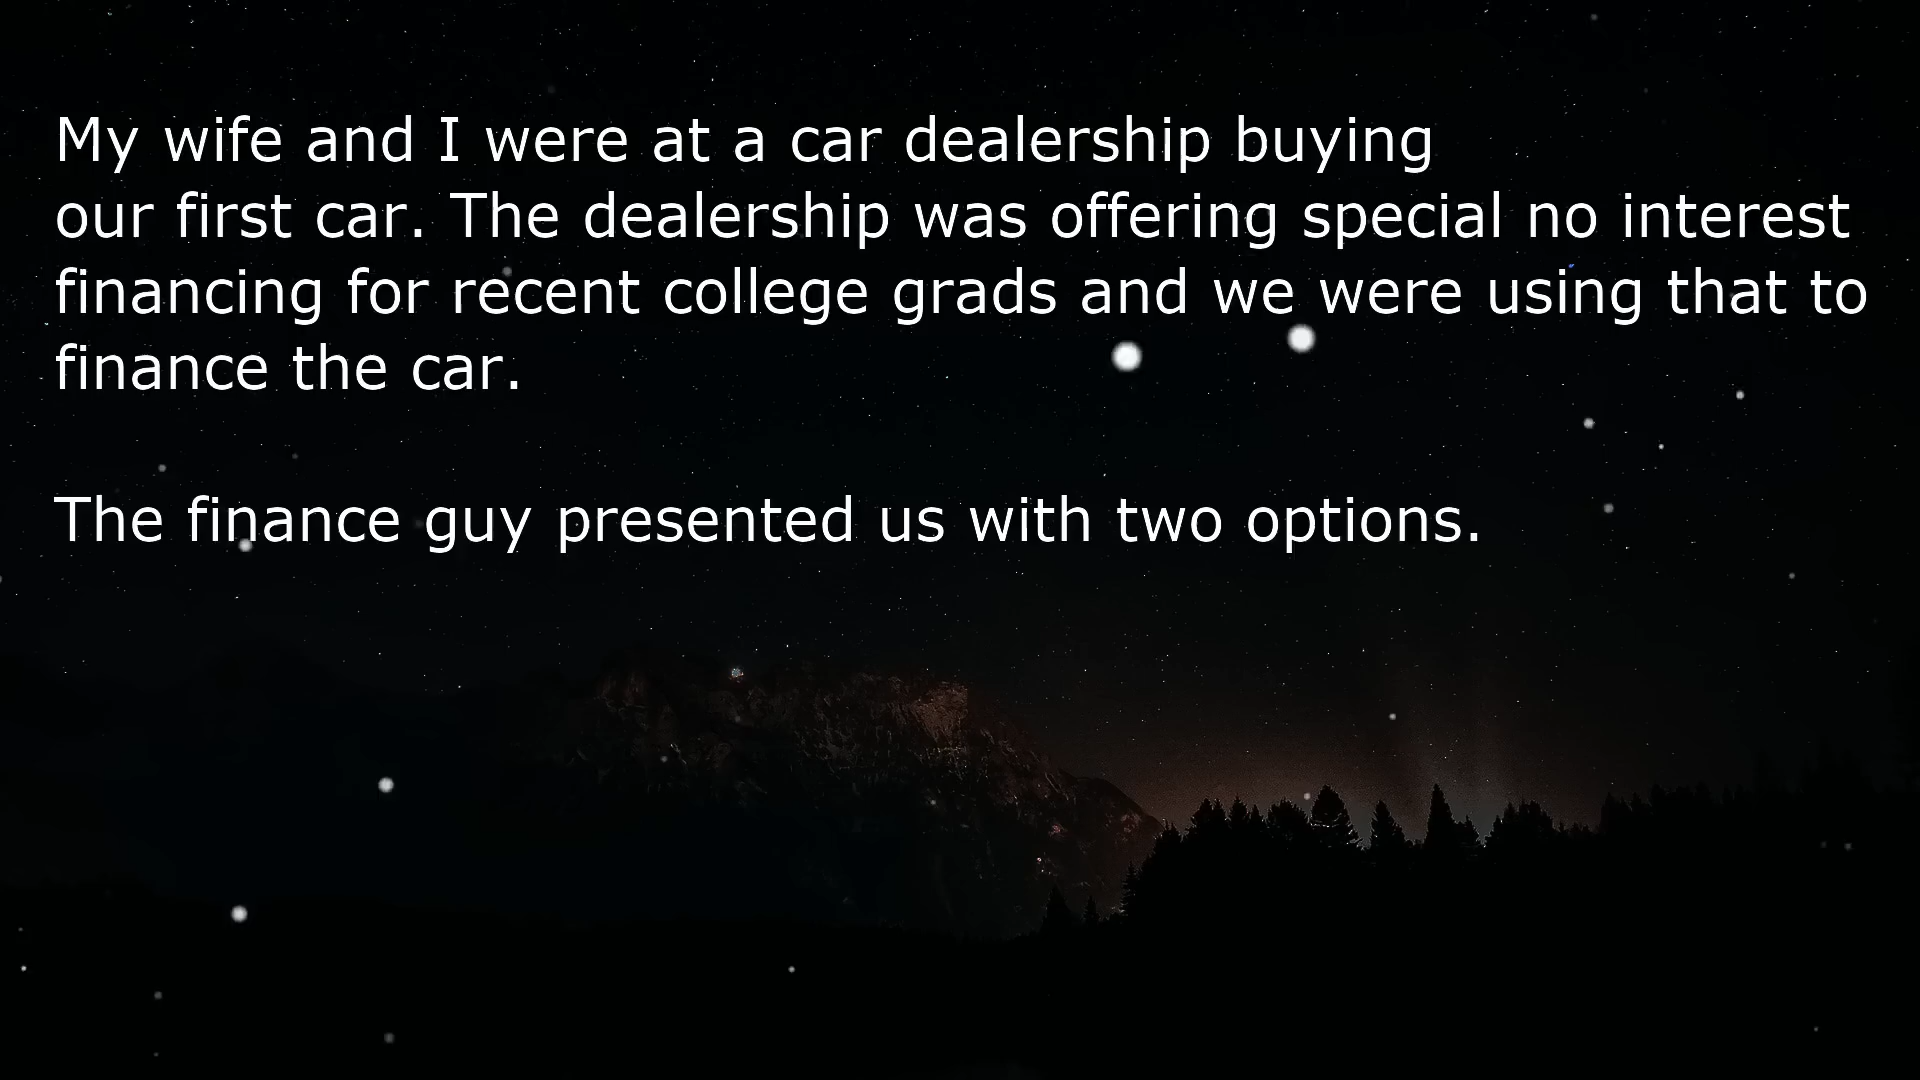 My wife and I were at a car dealership buying
our first car. The dealership was offering special no interest
financing for recent college grads and we were using that to
finance the car.
The finance guy presented us with two options.